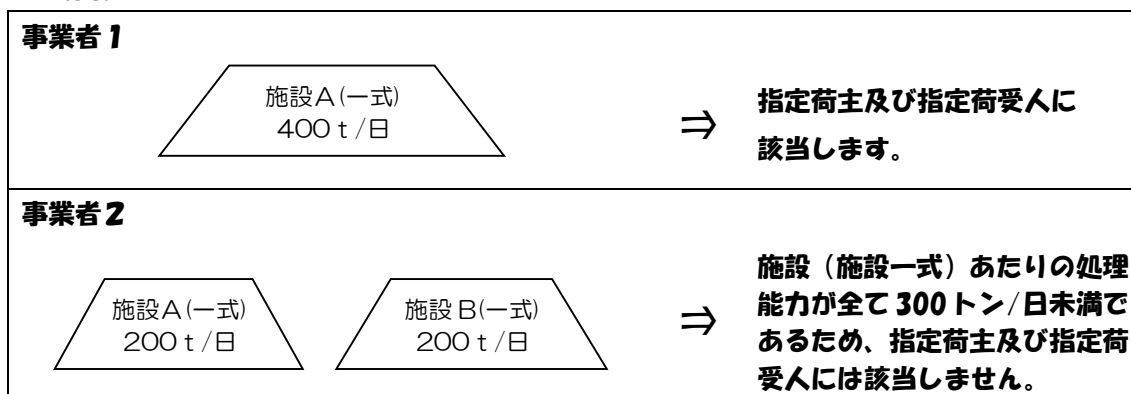 事業者1
施設A(一式)
400t/日
⇒
指定荷主及び指定荷受人に
該当します。
事業者2
施設A(一式)
200t/日
施設B(一式)
200t/日
⇒
施設(施設一式)あたりの処理
能力が全て300トン/日未満で
あるため、指定荷主及び指定荷
受人には該当しません。